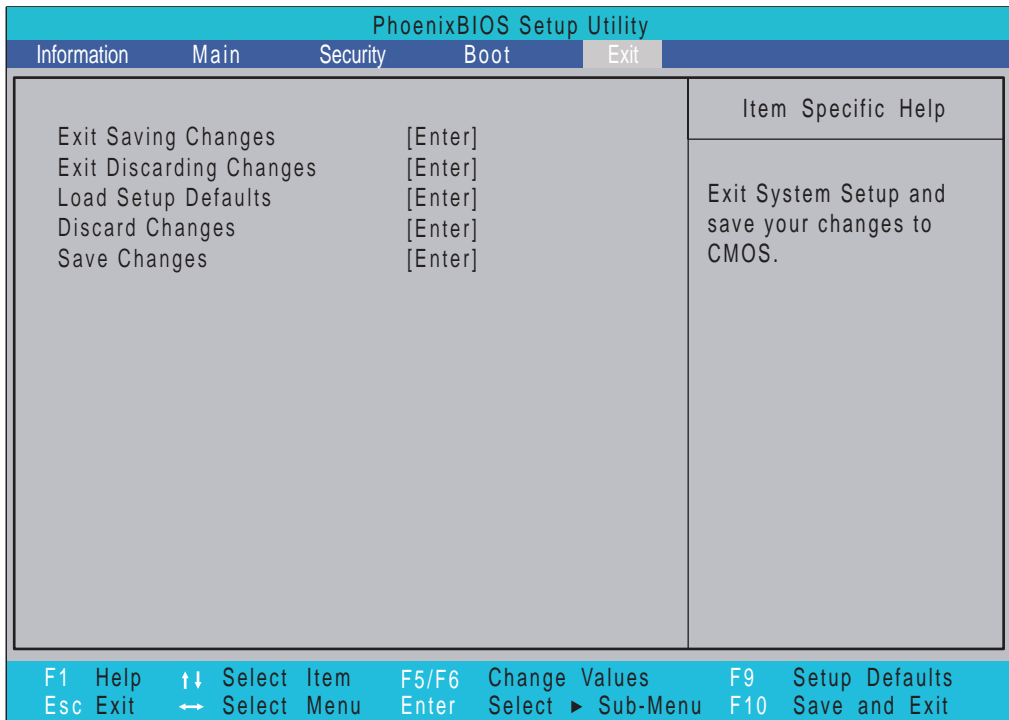 PhoenixBIOS Setup Utility
Information Main Security Boot Exit
Item Specific Help
Exit Saving Changes [Enter]
Exit Discarding Changes [Enter]
Load Setup Defaults [Enter]
Discard Changes [Enter]
Save Changes [Enter]
Exit System Setup and
save your changes to
CMOS.
F1 Help ↑↓ Select Item F5/F6 Change Values F9 Setup Defaults
Esc Exit ↔ Select Menu Enter Select ► Sub-Menu F10 Save and Exit